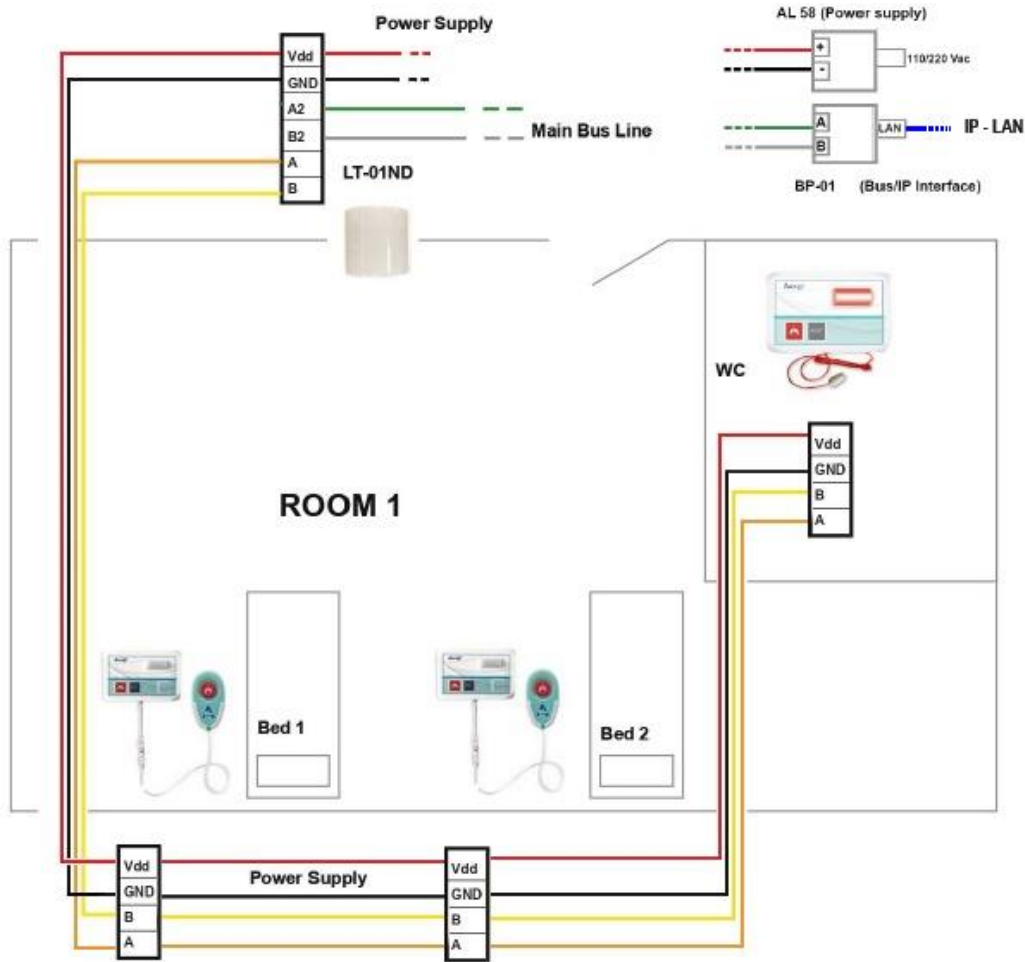 Power Supply
AL 58 (Power supply)
Vdd
GND
A2
B2
A
B
+
-
110/220 Vac
Main Bus Line
A
B
LAN
IP - LAN
LT-01ND
BP-01 (Bus/IP Interface)
WC
Vdd
GND
B
A
ROOM 1
Bed 1
Bed 2
Vdd
GND
B
A
Power Supply
Vdd
GND
B
A